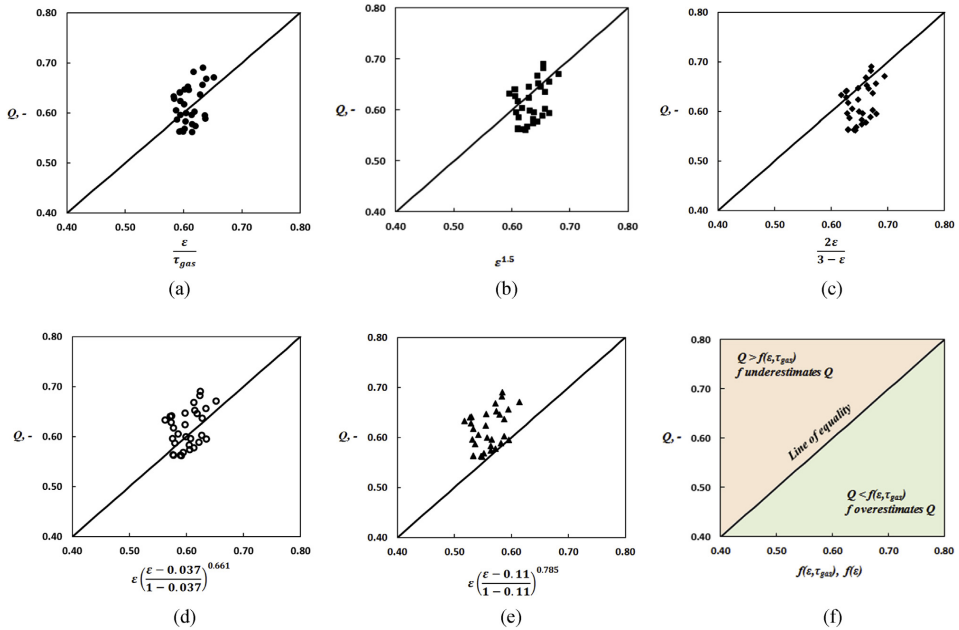 0.80
0.70
Q, -
0.60
0.50
0.40
0.40 0.50 0.60 0.70 0.80
ε
τgas
(a)
0.80
0.70
Q, -
0.60
0.50
0.40
0.40 0.50 0.60 0.70 0.80
ε^1.5
(b)
0.80
0.70
Q, -
0.60
0.50
0.40
0.40 0.50 0.60 0.70 0.80
2ε
3 − ε
(c)
0.80
0.70
Q, -
0.60
0.50
0.40
0.40 0.50 0.60 0.70 0.80
ε(ε − 0.037 / 1 − 0.037)^0.661
(d)
0.80
0.70
Q, -
0.60
0.50
0.40
0.40 0.50 0.60 0.70 0.80
ε(ε − 0.11 / 1 − 0.11)^0.785
(e)
0.80
Q > f(ε,τgas)
f underestimates Q
0.70
Q, -
0.60
Line of equality
0.50
Q < f(ε,τgas)
f overestimates Q
0.40
0.40 0.50 0.60 0.70 0.80
f(ε,τgas), f(ε)
(f)